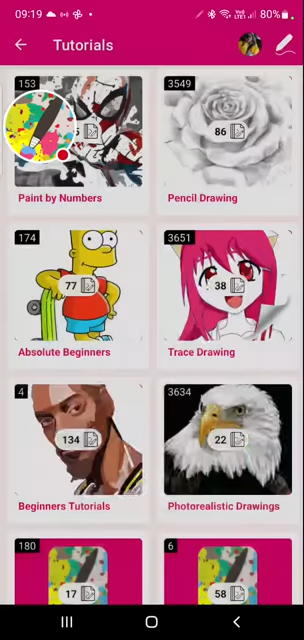 09:19
80%
Tutorials
153
3549
5
86
Paint by Numbers
Pencil Drawing
174
3651
77
38
Absolute Beginners
Trace Drawing
4
3634
134
22
Beginners Tutorials
Photorealistic Drawings
180
6
17
58